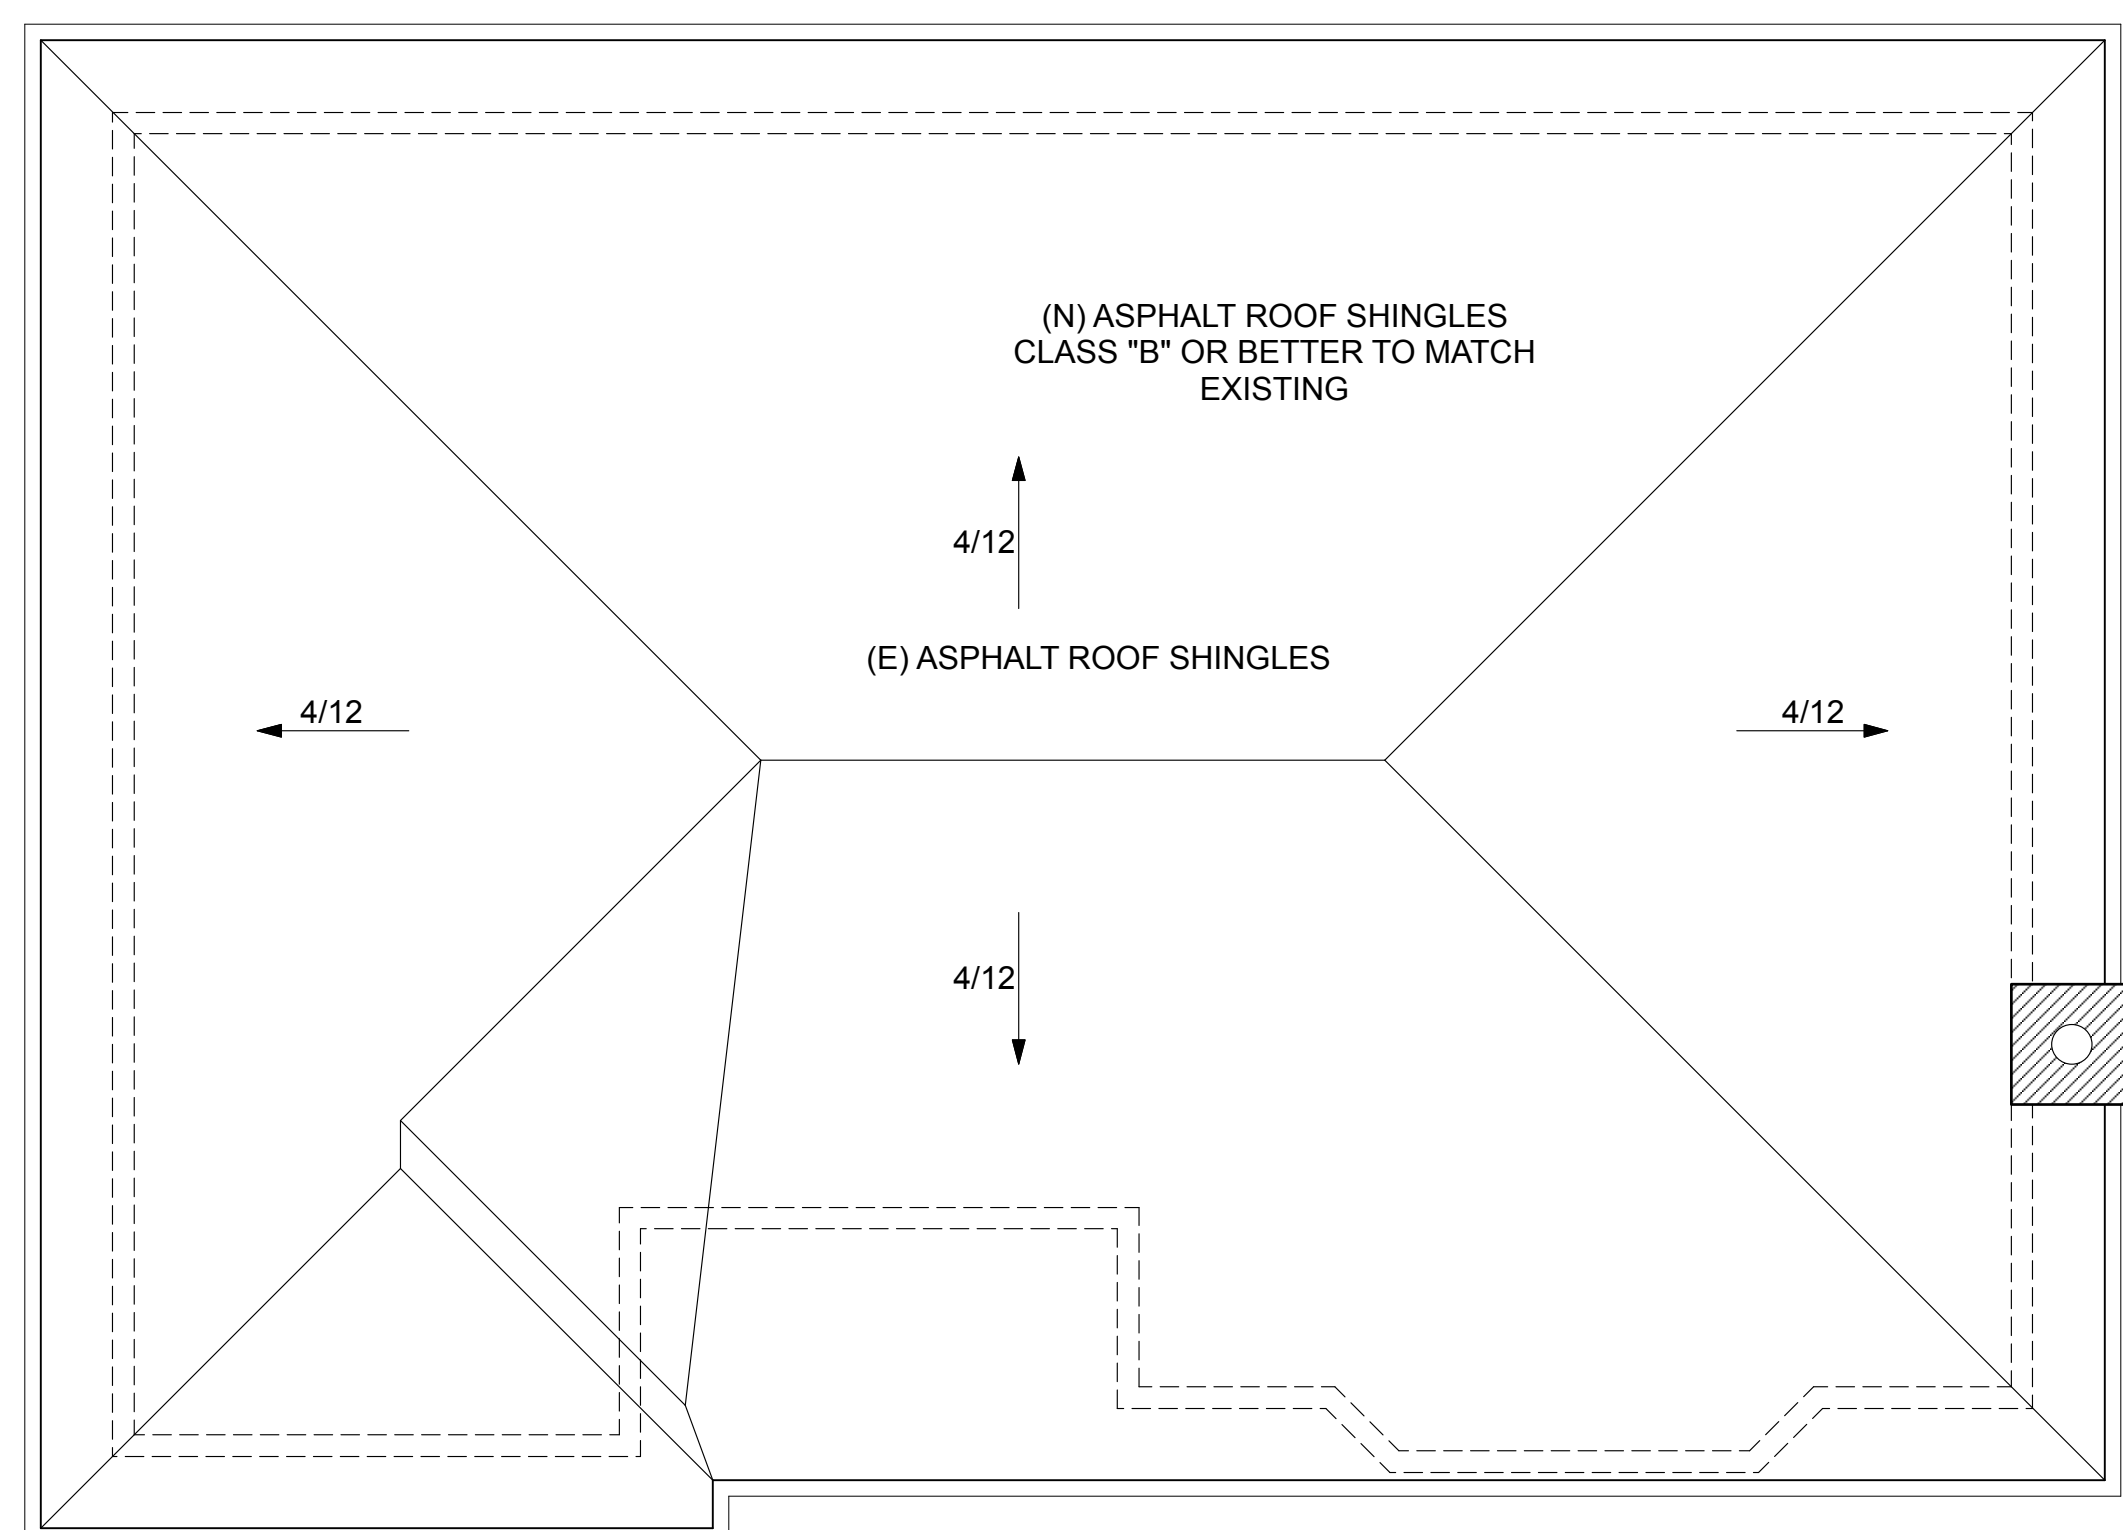 (N) ASPHALT ROOF SHINGLES
CLASS "B" OR BETTER TO MATCH
EXISTING
4/12
(E) ASPHALT ROOF SHINGLES
4/12
4/12
4/12